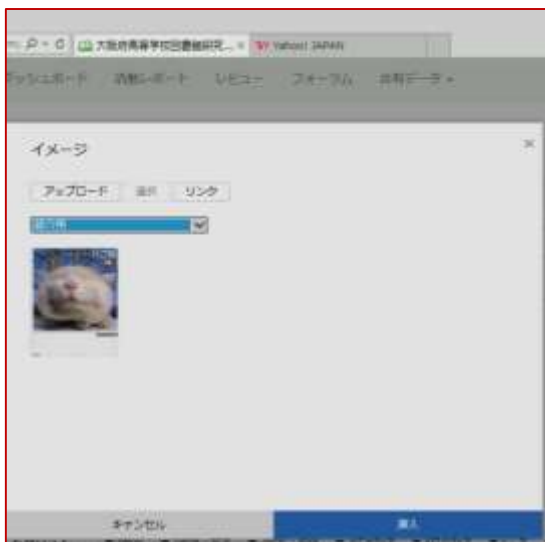 大阪府高等学校図書館研究... × Yahoo! JAPAN
ダッシュボード 活動レポート レビュー フォーラム 共有データ
イメージ ×
アップロード 選択 リンク
キャンセル 挿入